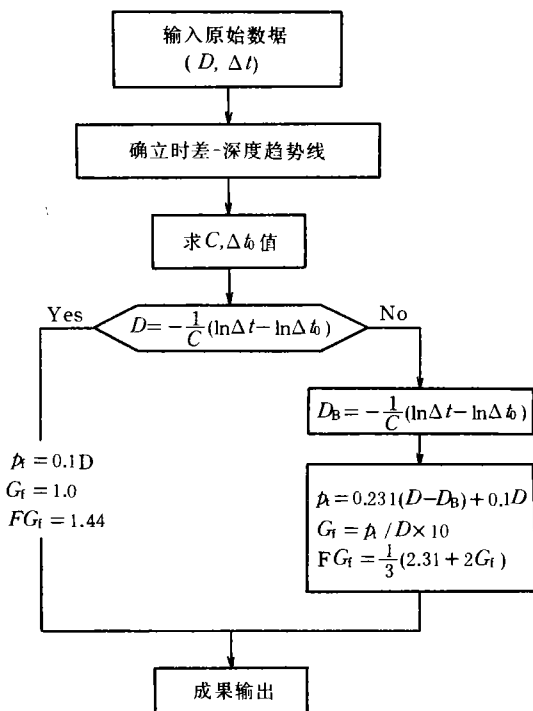 输入原始数据
(D, Δt)
确立时差-深度趋势线
求C,Δt₀值
Yes
D=-1/C(lnΔt-lnΔt₀)
No
D_B=-1/C(lnΔt-lnΔt₀)
p_f=0.1D
G_f=1.0
FG_f=1.44
p_f=0.231(D-D_B)+0.1D
G_f=p_f/D×10
FG_f=1/3(2.31+2G_f)
成果输出